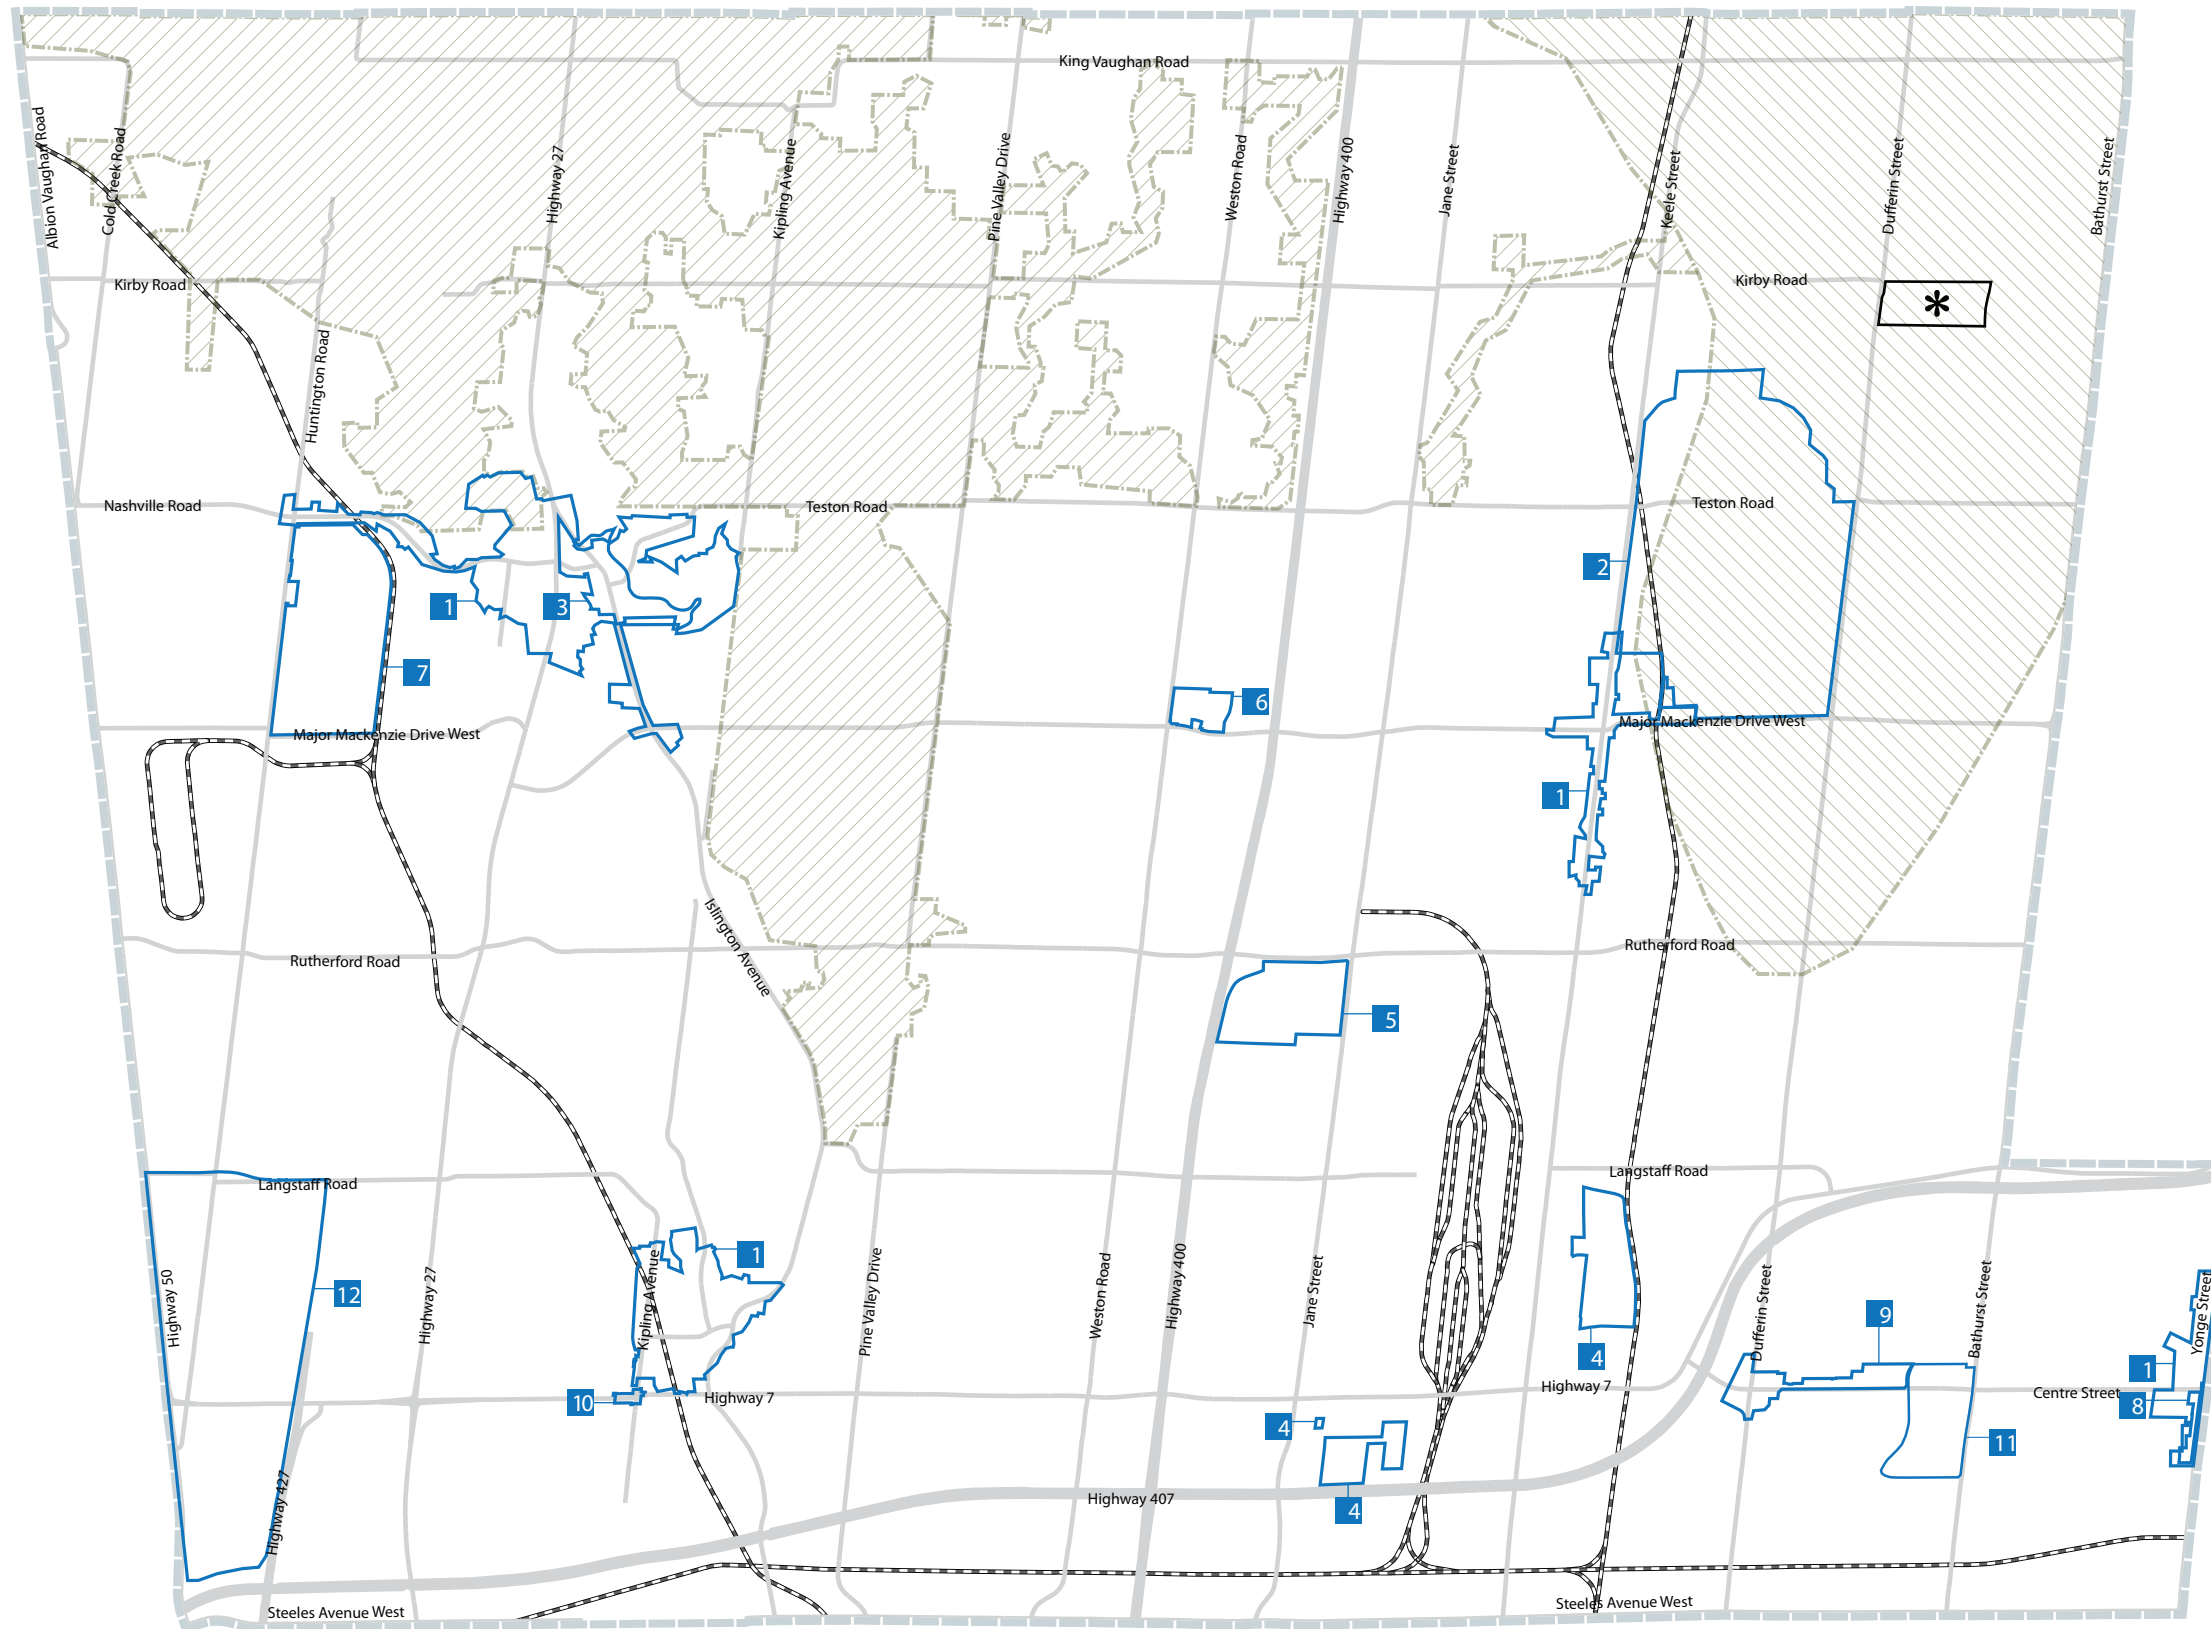 King Vaughan Road
Albion Vaughan Road
Cold Creek Road
Highway 27
Kipling Avenue
Pine Valley Drive
Weston Road
Highway 400
Jane Street
Keele Street
Dufferin Street
Bathurst Street
Kirby Road
Kirby Road
*
Huntington Road
Nashville Road
Teston Road
Teston Road
2
1
3
7
6
Major Mackenzie Drive West
Major Mackenzie Drive West
1
Islington Avenue
Rutherford Road
Rutherford Road
5
Langstaff Road
Langstaff Road
1
12
Highway 50
Highway 27
Kipling Avenue
Pine Valley Drive
Weston Road
Highway 400
Jane Street
Dufferin Street
Bathurst Street
Yonge Street
9
4
1
Highway 7
Highway 7
Centre Street
10
8
4
11
Highway 427
Highway 407
4
Steeles Avenue West
Steeles Avenue West